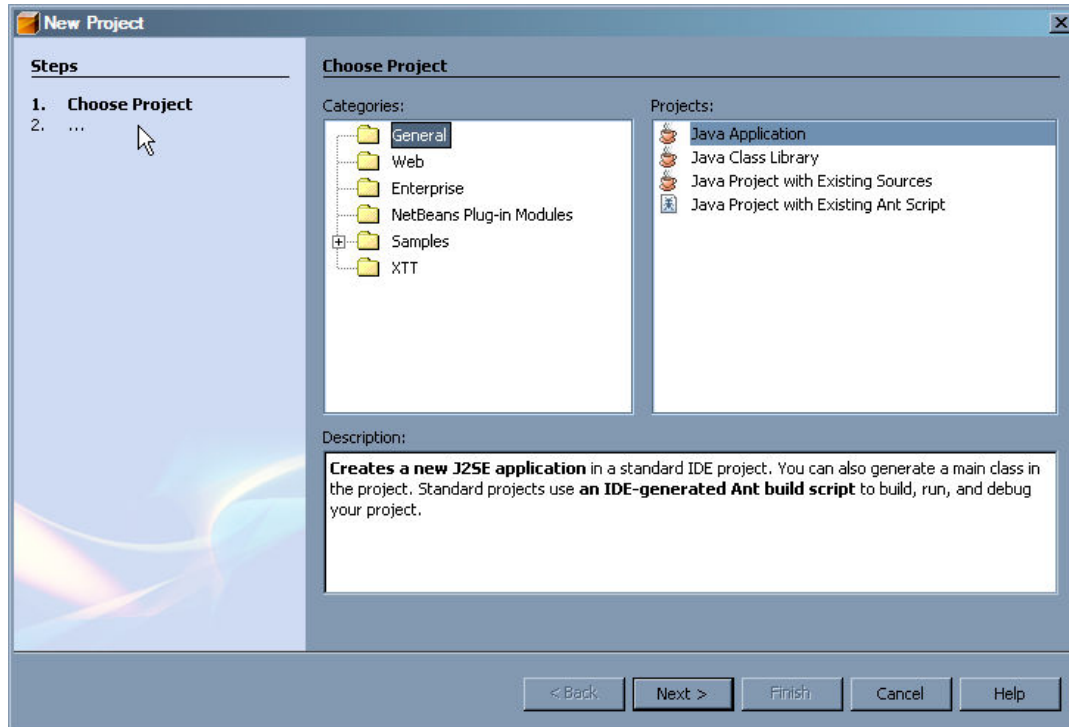 New Project
Steps
1. Choose Project
2. ...
Choose Project
Categories:
General
Web
Enterprise
NetBeans Plug-in Modules
Samples
XTT
Projects:
Java Application
Java Class Library
Java Project with Existing Sources
Java Project with Existing Ant Script
Description:
Creates a new J2SE application in a standard IDE project. You can also generate a main class in
the project. Standard projects use an IDE-generated Ant build script to build, run, and debug
your project.
< Back
Next >
Finish
Cancel
Help